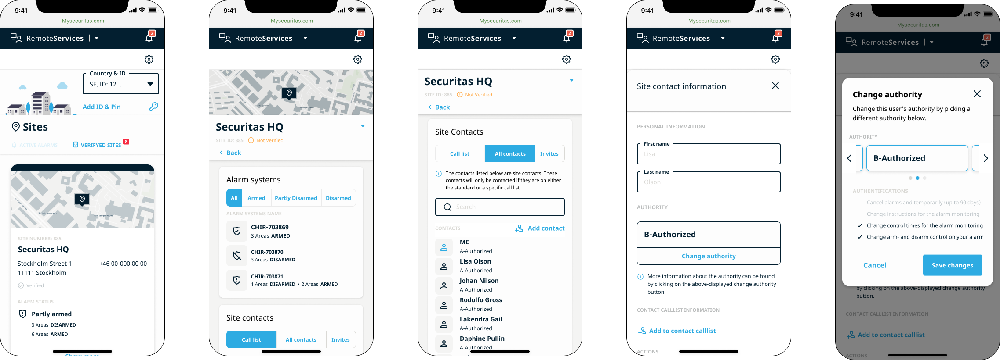 9:41
Mysecuritas.com
RemoteServices
2
Country & ID
SE, ID: 12...
Add ID & Pin
Sites
ACTIVE ALARMS
VERIFYED SITES
8
SITE NUMBER: 885
Securitas HQ
Stockholm Street 1
+46 00-000 00 00
11111 Stockholm
Verified
ALARM STATUS
Partly armed
3 Areas DISARMED
6 Areas ARMED
9:41
Mysecuritas.com
RemoteServices
2
Securitas HQ
SITE ID: 885
Not Verified
Back
Alarm systems
All
Armed
Partly Disarmed
Disarmed
ALARM SYSTEMS NAME
CHIR-703869
3 Areas ARMED
CHIR-703870
3 Areas DISARMED
CHIR-703871
1 Areas DISARMED • 2 Areas ARMED
Site contacts
Call list
All contacts
Invites
9:41
Mysecuritas.com
RemoteServices
2
Securitas HQ
SITE ID: 885
Not Verified
Back
Site Contacts
Call list
All contacts
Invites
The contacts listed below are site contacts. These
contacts will only be contacted if they are on either
the standard or a specific call list.
Search
CONTACTS
Add contact
ME
A-Authorized
Lisa Olson
A-Authorized
Johan Nilson
A-Authorized
Rodolfo Gross
A-Authorized
Lakendra Gail
A-Authorized
Daphine Pullin
A-Authorized
9:41
Mysecuritas.com
RemoteServices
2
Site contact information
PERSONAL INFORMATION
First name
Lisa
Last name
Olson
AUTHORITY
B-Authorized
Change authority
More information about the authority can be found
by clicking on the above-displayed change authority
button.
CONTACT CALLLIST INFORMATION
Add to contact calllist
ACTIONS
9:41
Mysecuritas.com
RemoteServices
2
Change authority
Change this user's authority by picking a
different authority below.
AUTHORITY
B-Authorized
AUTHENTIFICATIONS
Cancel alarms and temporarily (up to 90 days)
Change instructions for the alarm monitoring
Change control times for the alarm monitoring
Change arm- and disarm control on your alarm
Cancel
Save changes
by clicking on the above-displayed change authority
button.
CONTACT CALLLIST INFORMATION
Add to contact calllist
ACTIONS